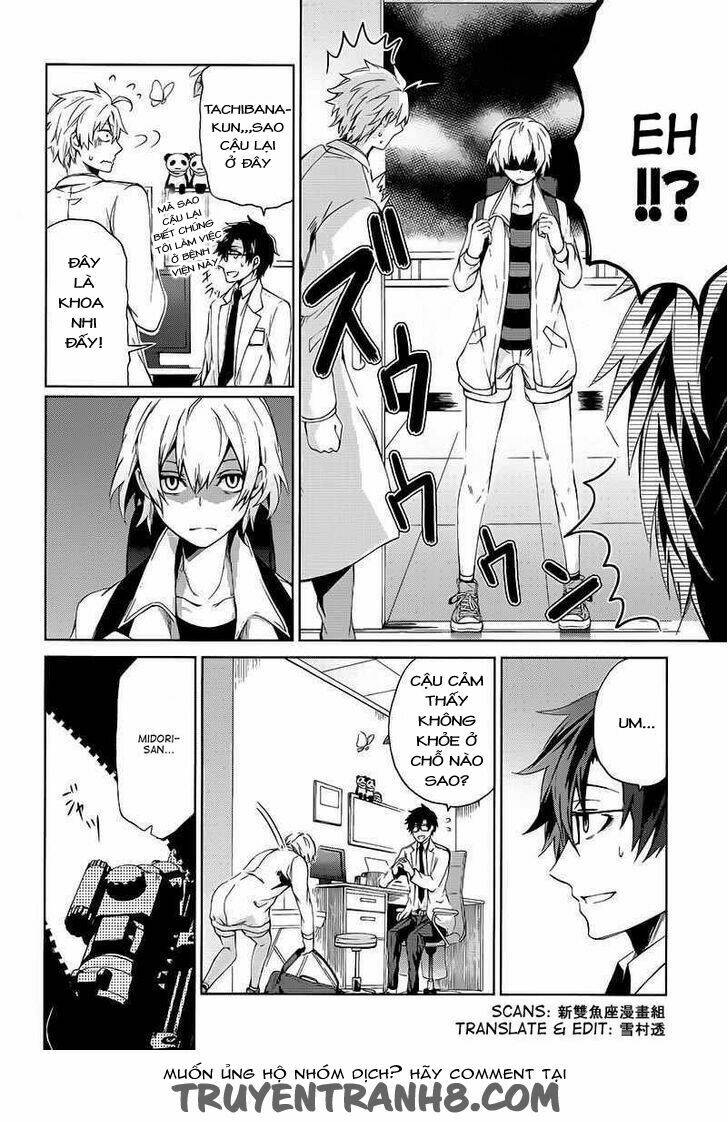 EH
!!?
ズ
ズ
ウ
ウ
ン
TACHIBANA-
KUN,,,SAO
CẬU LẠI
Ở ĐÂY
MÀ SAO
CẬU LẠI
BIẾT CHÚNG
TÔI LÀM VIỆC
Ở BỆNH
VIỆN NÀY
ĐÂY
LÀ
KHOA
NHI
ĐẤY!
UM...
CẬU CẢM
THẤY
KHÔNG
KHỎE Ở
CHỖ NÀO
SAO?
MIDORI-
SAN...
SCANS: 新雙魚座漫畫組
TRANSLATE & EDIT: 雪村透
MUỐN ỦNG HỘ NHÓM DỊCH? HÃY COMMENT TẠI
TRUYENTRANH8.COM